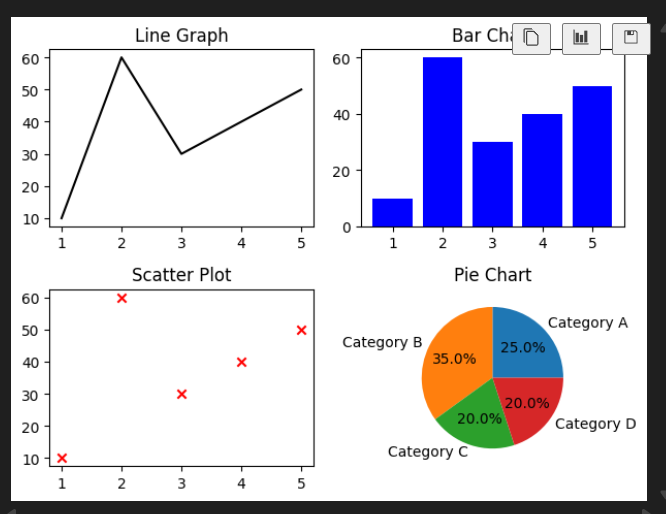 Line Graph
60
50
40
30
20
10
1 2 3 4 5
Bar
60
40
20
0
1 2 3 4 5
Scatter Plot
60
50
40
30
20
10
1 2 3 4 5
Pie Chart
Category A
Category B
25.0%
35.0%
20.0%
20.0%
Category D
Category C